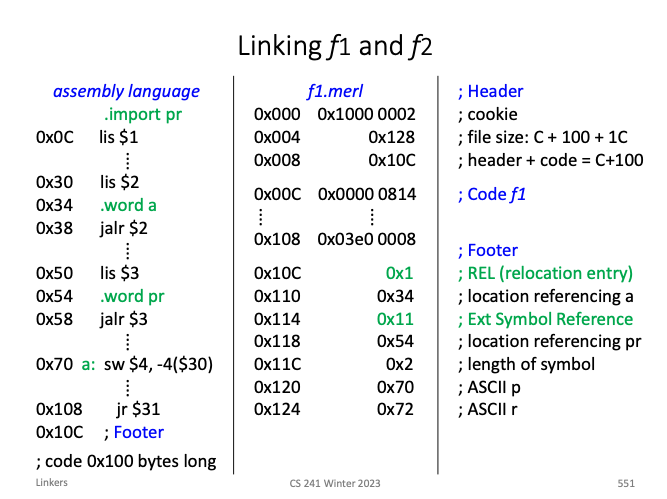 Linking f1 and f2
assembly language f1.merl ; Header
.import pr 0x000 0x1000 0002 ; cookie
0x0C lis $1 0x004 0x128 ; file size: C + 100 + 1C
⋮ 0x008 0x10C ; header + code = C+100
0x30 lis $2 0x00C 0x0000 0814 ; Code f1
0x34 .word a ⋮ ⋮
0x38 jalr $2 0x108 0x03e0 0008
⋮ ; Footer
0x50 lis $3 0x10C 0x1 ; REL (relocation entry)
0x54 .word pr 0x110 0x34 ; location referencing a
0x58 jalr $3 0x114 0x11 ; Ext Symbol Reference
⋮ 0x118 0x54 ; location referencing pr
0x70 a: sw $4, -4($30) 0x11C 0x2 ; length of symbol
⋮ 0x120 0x70 ; ASCII p
0x108 jr $31 0x124 0x72 ; ASCII r
0x10C ; Footer
; code 0x100 bytes long
Linkers CS 241 Winter 2023 551